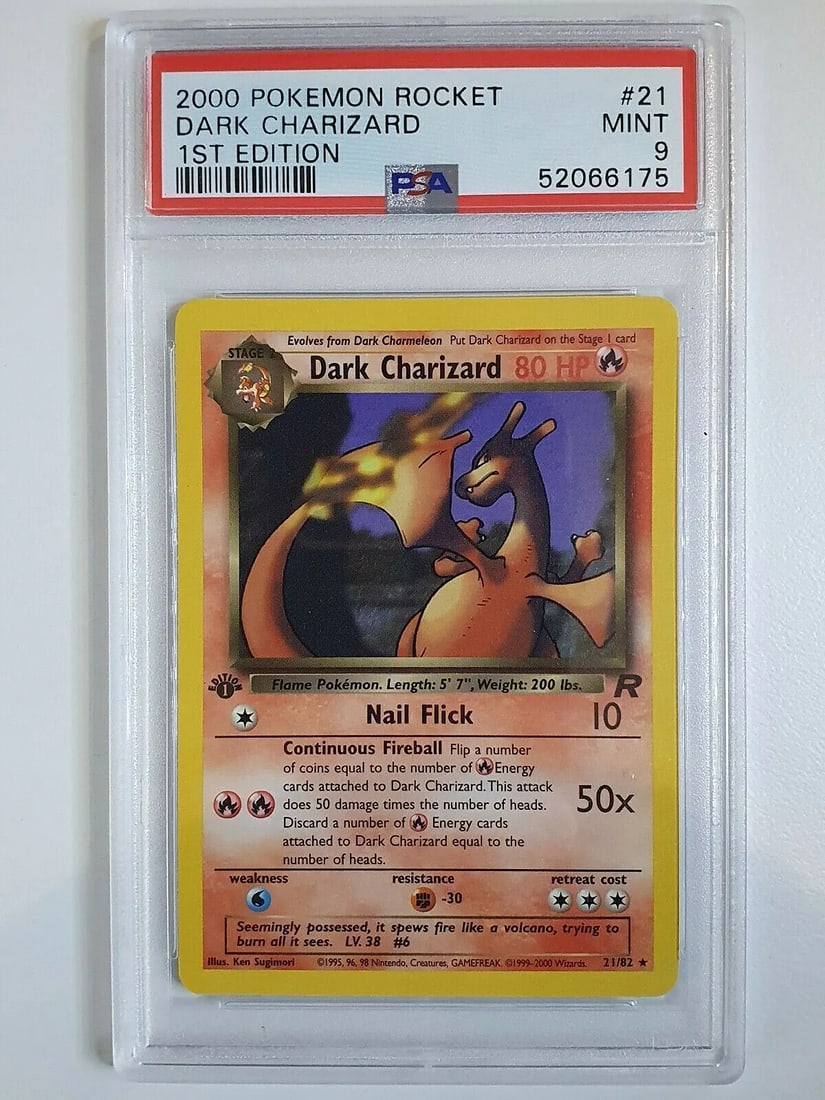 2000 POKEMON ROCKET #21
DARK CHARIZARD MINT
1ST EDITION 9
PSA 52066175
Evolves from Dark Charmeleon Put Dark Charizard on the Stage 1 card
STAGE 2
Dark Charizard 80 HP
EDITION 1
Flame Pokémon. Length: 5' 7", Weight: 200 lbs. R
Nail Flick 10
Continuous Fireball Flip a number
of coins equal to the number of Energy
cards attached to Dark Charizard. This attack
does 50 damage times the number of heads. 50x
Discard a number of Energy cards
attached to Dark Charizard equal to the
number of heads.
weakness resistance retreat cost
-30
Seemingly possessed, it spews fire like a volcano, trying to
burn all it sees. LV. 38 #6
Illus. Ken Sugimori ©1995, 96, 98 Nintendo, Creatures, GAMEFREAK. ©1999-2000 Wizards. 21/82 ★